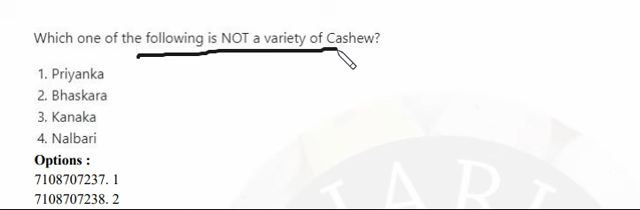 Which one of the following is NOT a variety of Cashew?
1. Priyanka
2. Bhaskara
3. Kanaka
4. Nalbari
Options :
7108707237. 1
7108707238. 2
IARI